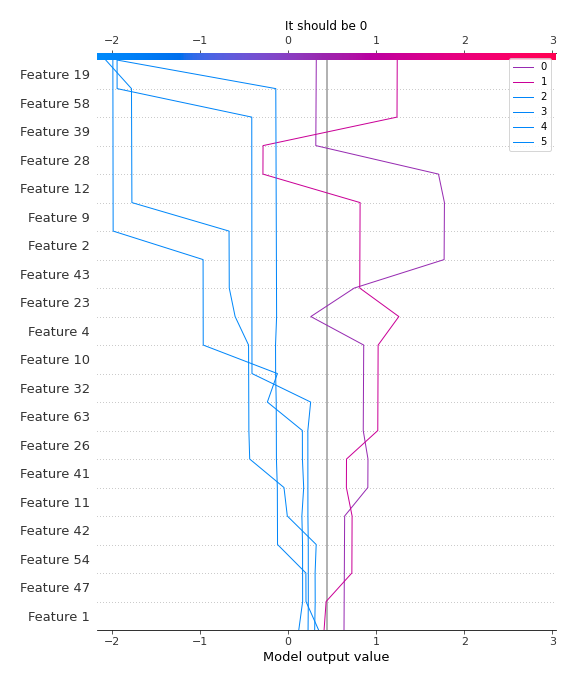 It should be 0
−2 −1 0 1 2 3
0
1
2
3
4
5
Feature 19
Feature 58
Feature 39
Feature 28
Feature 12
Feature 9
Feature 2
Feature 43
Feature 23
Feature 4
Feature 10
Feature 32
Feature 63
Feature 26
Feature 41
Feature 11
Feature 42
Feature 54
Feature 47
Feature 1
−2 −1 0 1 2 3
Model output value